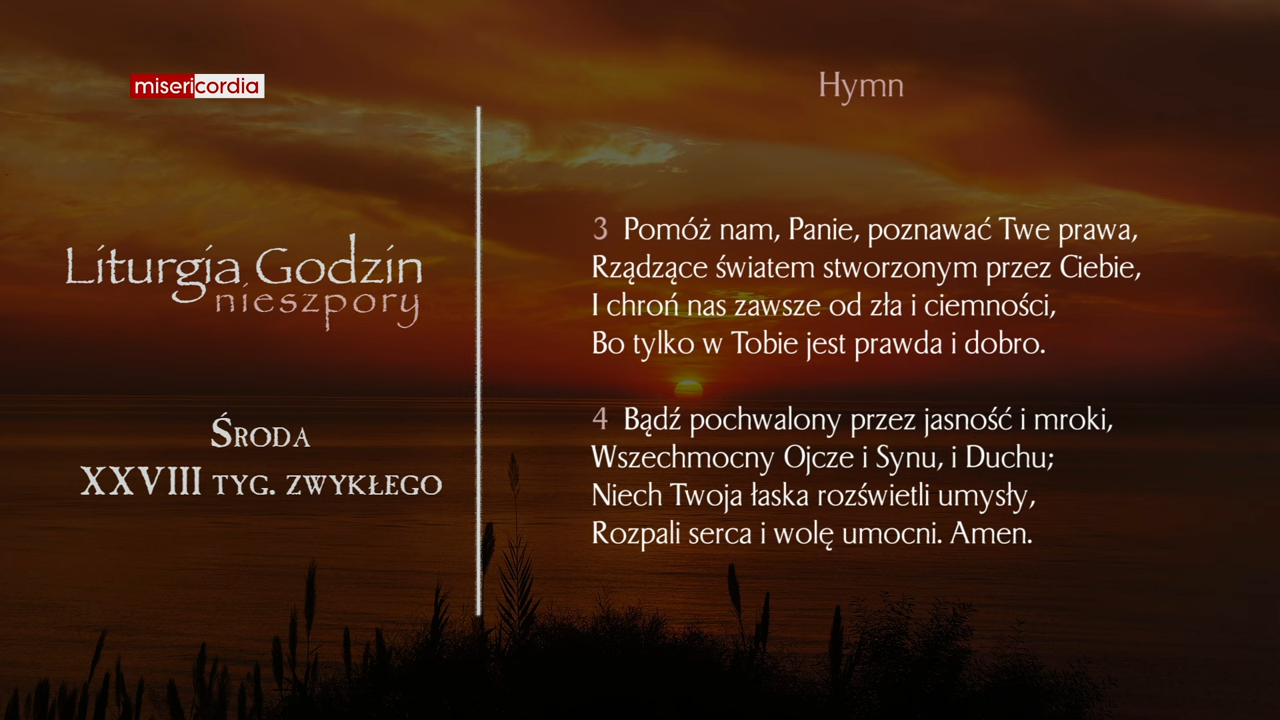 misericordia
Liturgia Godzin
nieszpory
Środa
XXVIII tyg. zwykłego
Hymn
3 Pomóż nam, Panie, poznawać Twe prawa,
Rządzące światem stworzonym przez Ciebie,
I chroń nas zawsze od zła i ciemności,
Bo tylko w Tobie jest prawda i dobro.
4 Bądź pochwalony przez jasność i mroki,
Wszechmocny Ojcze i Synu, i Duchu;
Niech Twoja łaska rozświetli umysły,
Rozpali serca i wolę umocni. Amen.